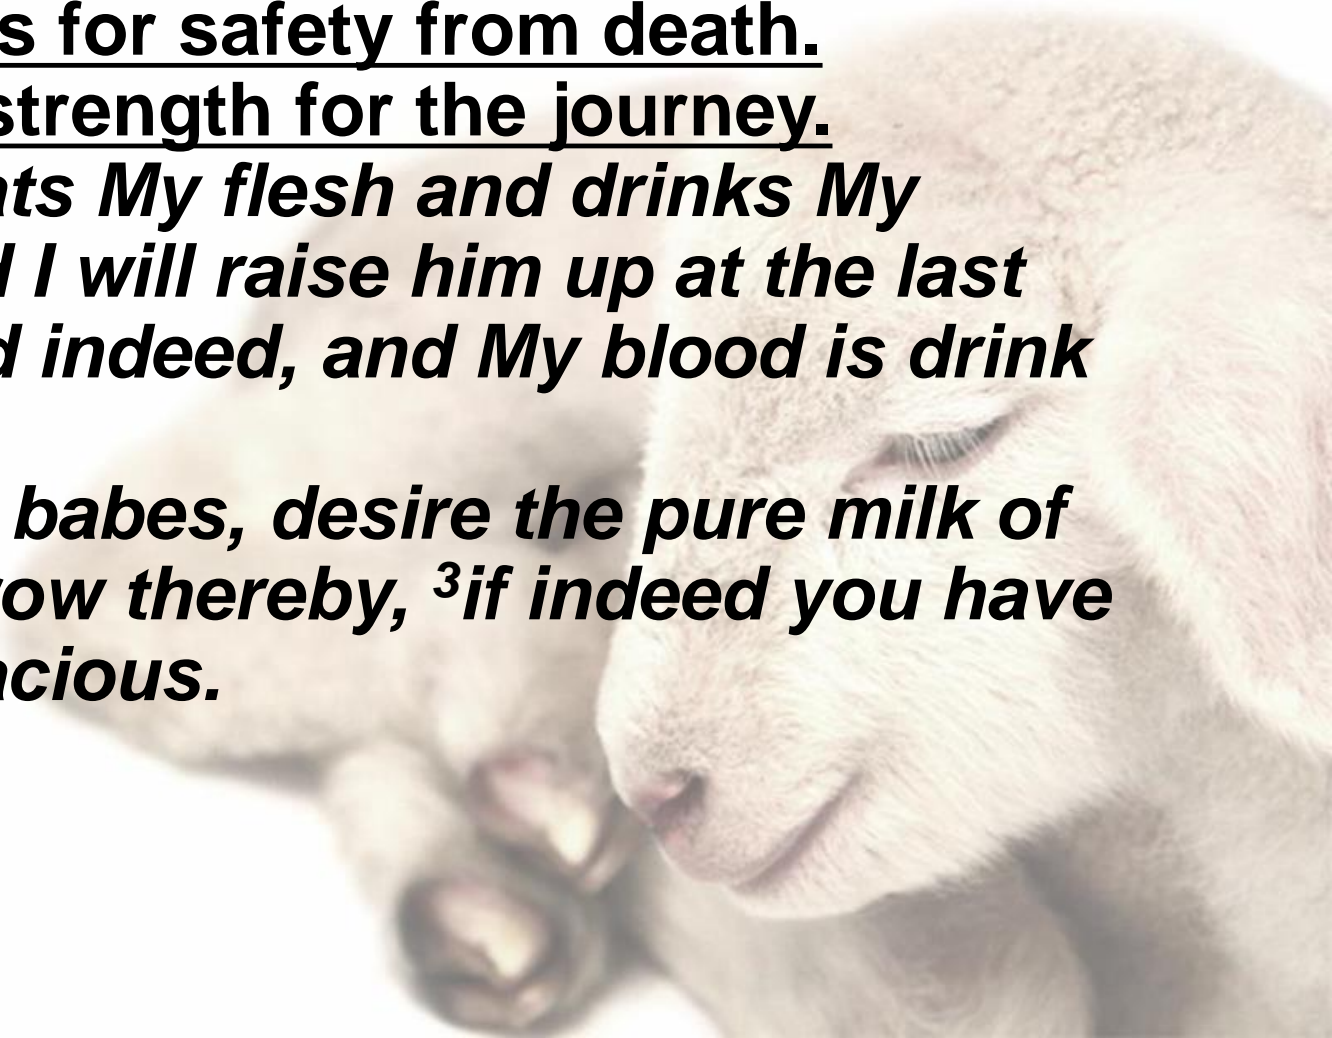 s for safety from death.
strength for the journey.
ats My flesh and drinks My
d I will raise him up at the last
d indeed, and My blood is drink
babes, desire the pure milk of
ow thereby, ³if indeed you have
acious.